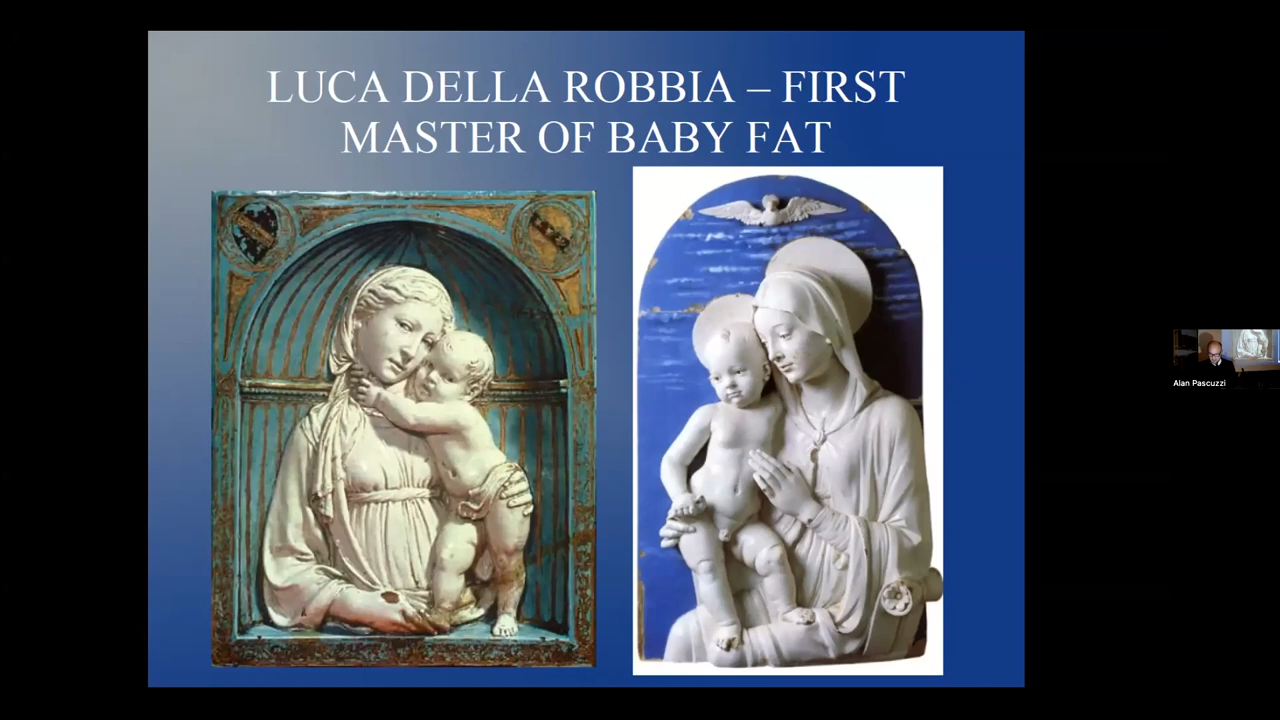 LUCA DELLA ROBBIA – FIRST
MASTER OF BABY FAT
Alan Pascuzzi